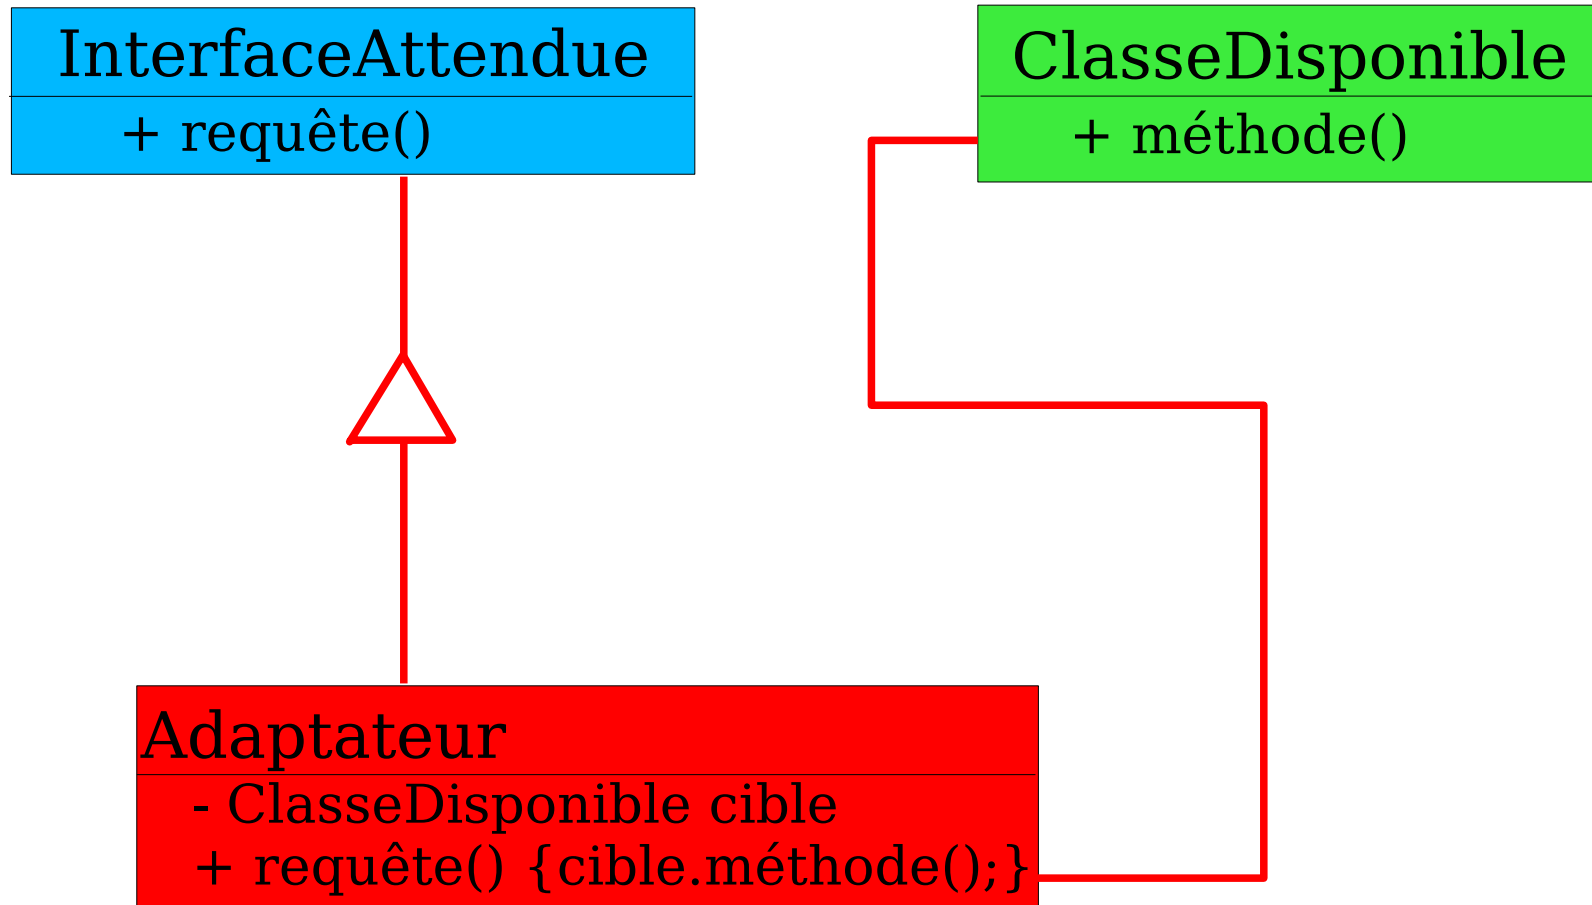 InterfaceAttendue
+ requête()
ClasseDisponible
+ méthode()
Adaptateur
- ClasseDisponible cible
+ requête() {cible.méthode();}